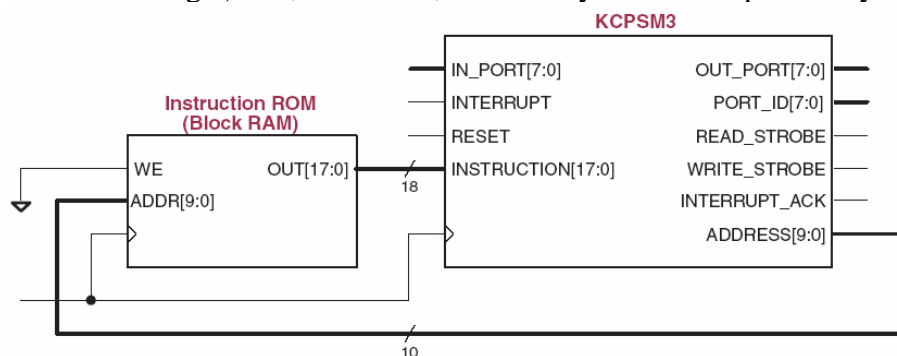 KCPSM3
IN_PORT[7:0]
OUT_PORT[7:0]
INTERRUPT
PORT_ID[7:0]
RESET
READ_STROBE
INSTRUCTION[17:0]
WRITE_STROBE
INTERRUPT_ACK
ADDRESS[9:0]
Instruction ROM
(Block RAM)
WE
OUT[17:0]
ADDR[9:0]
18
10